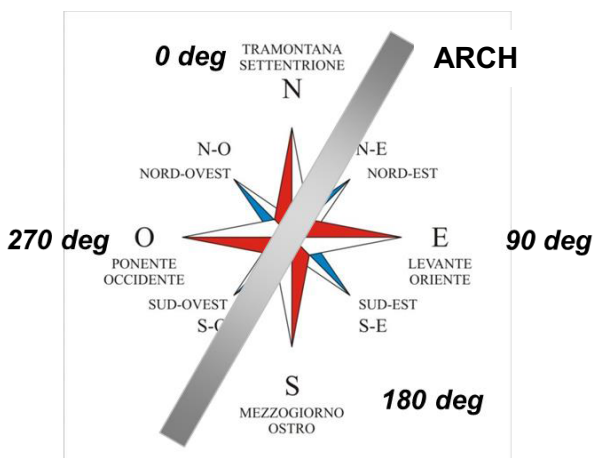 0 deg
TRAMONTANA
SETTENTRIONE
ARCH
N
N-O
N-E
NORD-OVEST
NORD-EST
270 deg
O
E
90 deg
PONENTE
OCCIDENTE
LEVANTE
ORIENTE
SUD-OVEST
SUD-EST
S-E
S
180 deg
MEZZOGIORNO
OSTRO